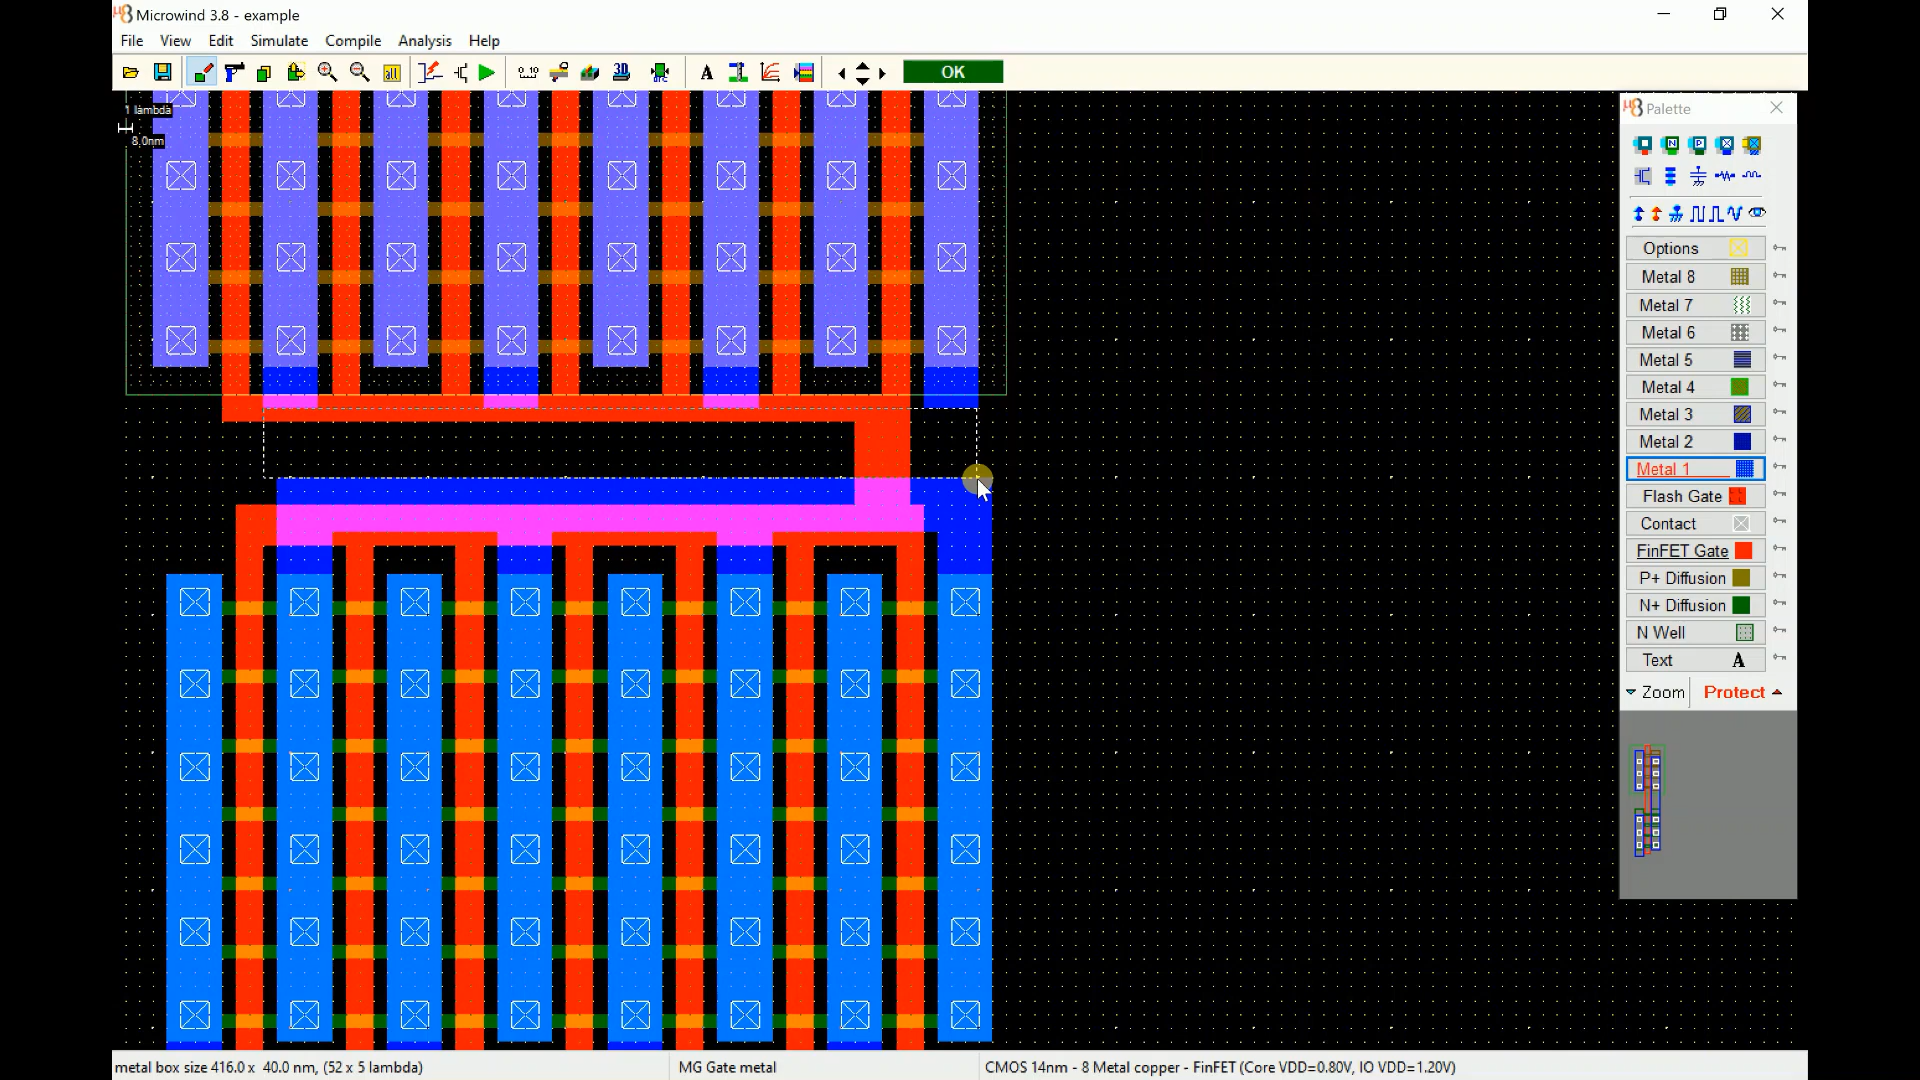 Microwind 3.8 - example
File View Edit Simulate Compile Analysis Help
all 3D drc A OK
1 lambda
8,0nm
Palette
N P
Options
Metal 8
Metal 7
Metal 6
Metal 5
Metal 4
Metal 3
Metal 2
Metal 1
Flash Gate
Contact
FinFET Gate
P+ Diffusion
N+ Diffusion
N Well
Text A
Zoom Protect
metal box size 416.0 x 40.0 nm, (52 x 5 lambda) MG Gate metal CMOS 14nm - 8 Metal copper - FinFET (Core VDD=0.80V, IO VDD=1.20V)